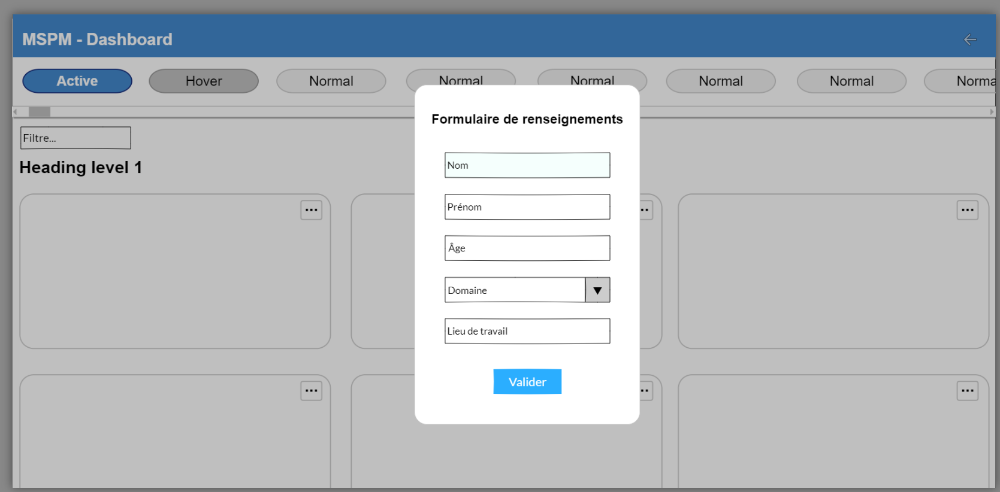 MSPM - Dashboard
Active
Hover
Normal
Normal
Normal
Normal
Normal
Norma
Formulaire de renseignements
Filtre...
Heading level 1
Nom
Prénom
Âge
Domaine
Lieu de travail
Valider